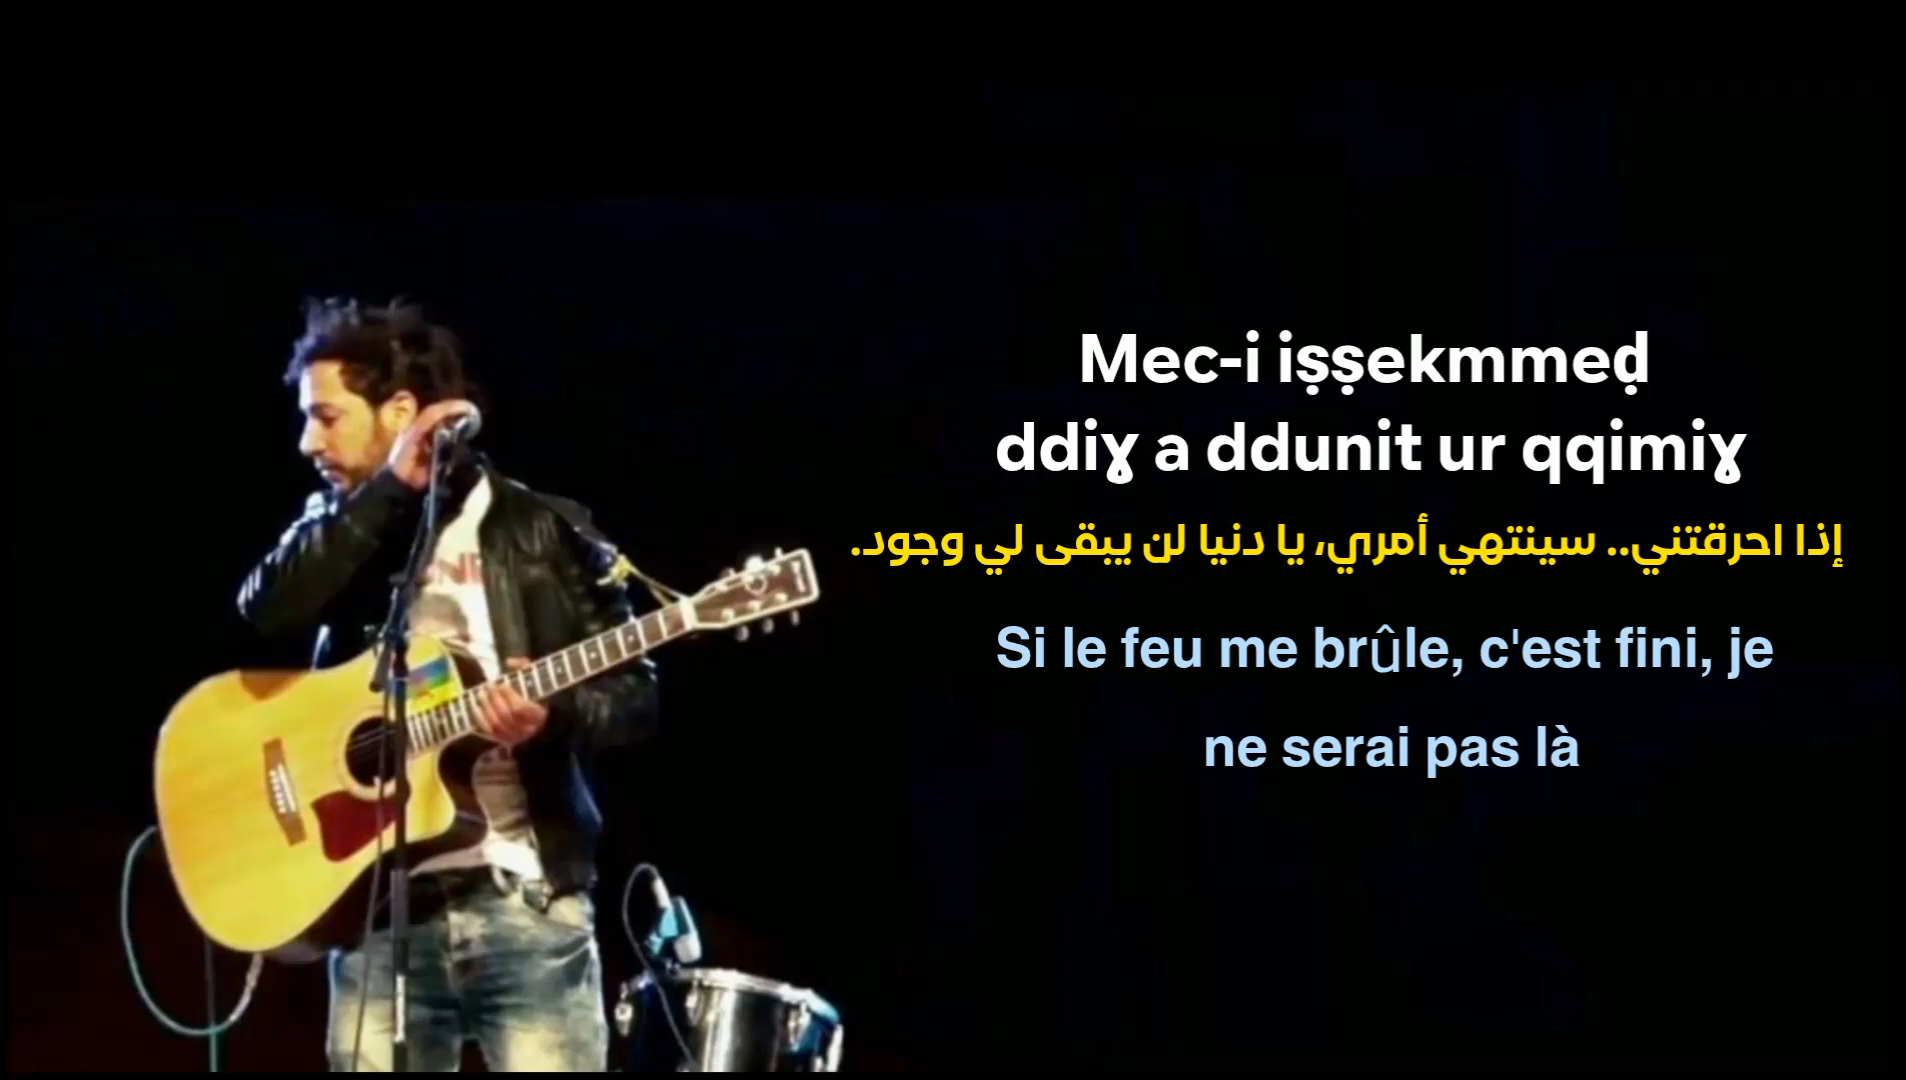 Mec-i iṣṣekmmeḍ
ddiɣ a ddunit ur qqimiɣ
إذا احرقتني.. سينتهي أمري، يا دنيا لن يبقى لي وجود.
Si le feu me brûle, c'est fini, je
ne serai pas là